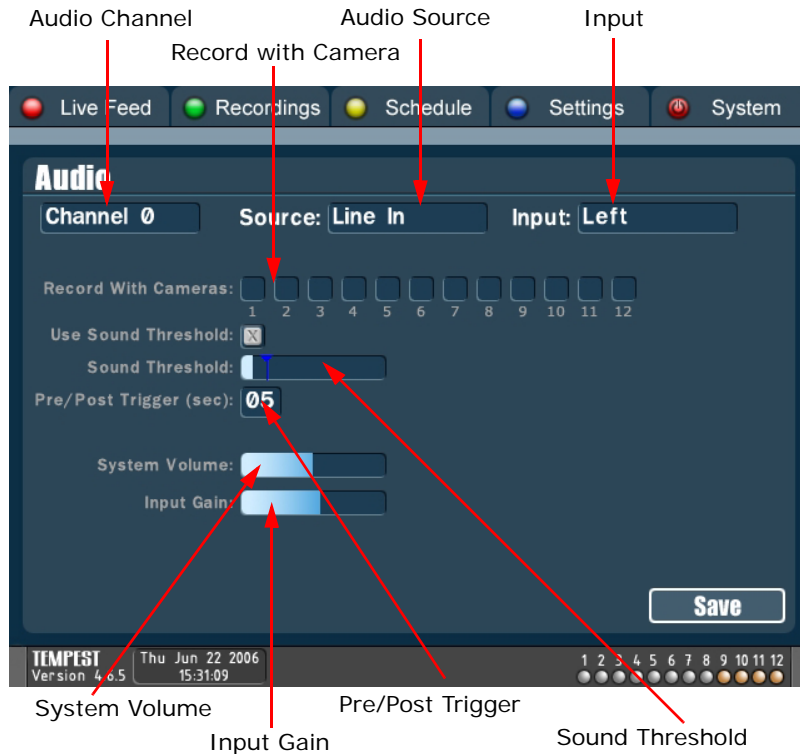 Audio Channel
Audio Source
Input
Record with Camera
Live Feed
Recordings
Schedule
Settings
System
Audio
Channel 0
Source: Line In
Input: Left
Record With Cameras:
1 2 3 4 5 6 7 8 9 10 11 12
Use Sound Threshold: X
Sound Threshold:
Pre/Post Trigger (sec): 05
System Volume:
Input Gain:
Save
TEMPEST
Version 4.6.5
Thu Jun 22 2006
15:31:09
1 2 3 4 5 6 7 8 9 10 11 12
System Volume
Pre/Post Trigger
Input Gain
Sound Threshold